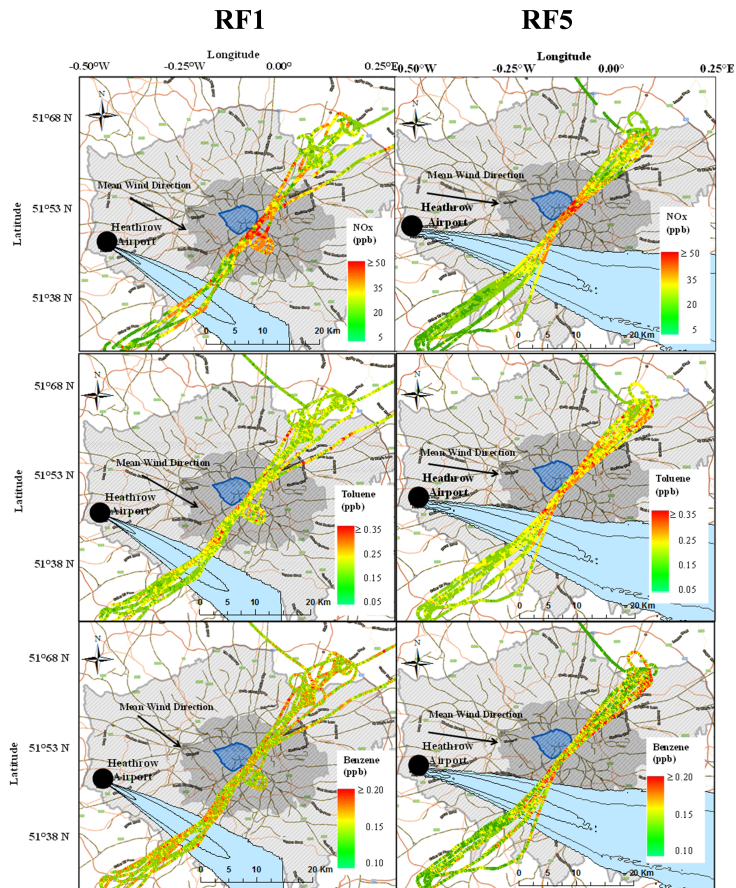 RF1
RF5
Longitude
Longitude
-0.50°W
-0.25°W
0.00°
0.25°E
-0.50°W
-0.25°W
0.00°
0.25°E
Latitude
51°68 N
51°53 N
51°38 N
N
Mean Wind Direction
Heathrow
Airport
NOx
(ppb)
≥ 50
35
20
5
0 5 10 20 Km
Mean Wind Direction
Heathrow
Airport
NOx
(ppb)
≥ 50
35
20
5
0 5 10 20 Km
Latitude
51°68 N
51°53 N
51°38 N
N
Mean Wind Direction
Heathrow
Airport
Toluene
(ppb)
≥ 0.35
0.25
0.15
0.05
0 5 10 20 Km
Mean Wind Direction
Heathrow
Airport
Toluene
(ppb)
≥ 0.35
0.25
0.15
0.05
0 5 10 20 Km
Latitude
51°68 N
51°53 N
51°38 N
N
Mean Wind Direction
Heathrow
Airport
Benzene
(ppb)
≥ 0.20
0.15
0.10
0 5 10 20 Km
Mean Wind Direction
Heathrow
Airport
Benzene
(ppb)
≥ 0.20
0.15
0.10
0 5 10 20 Km